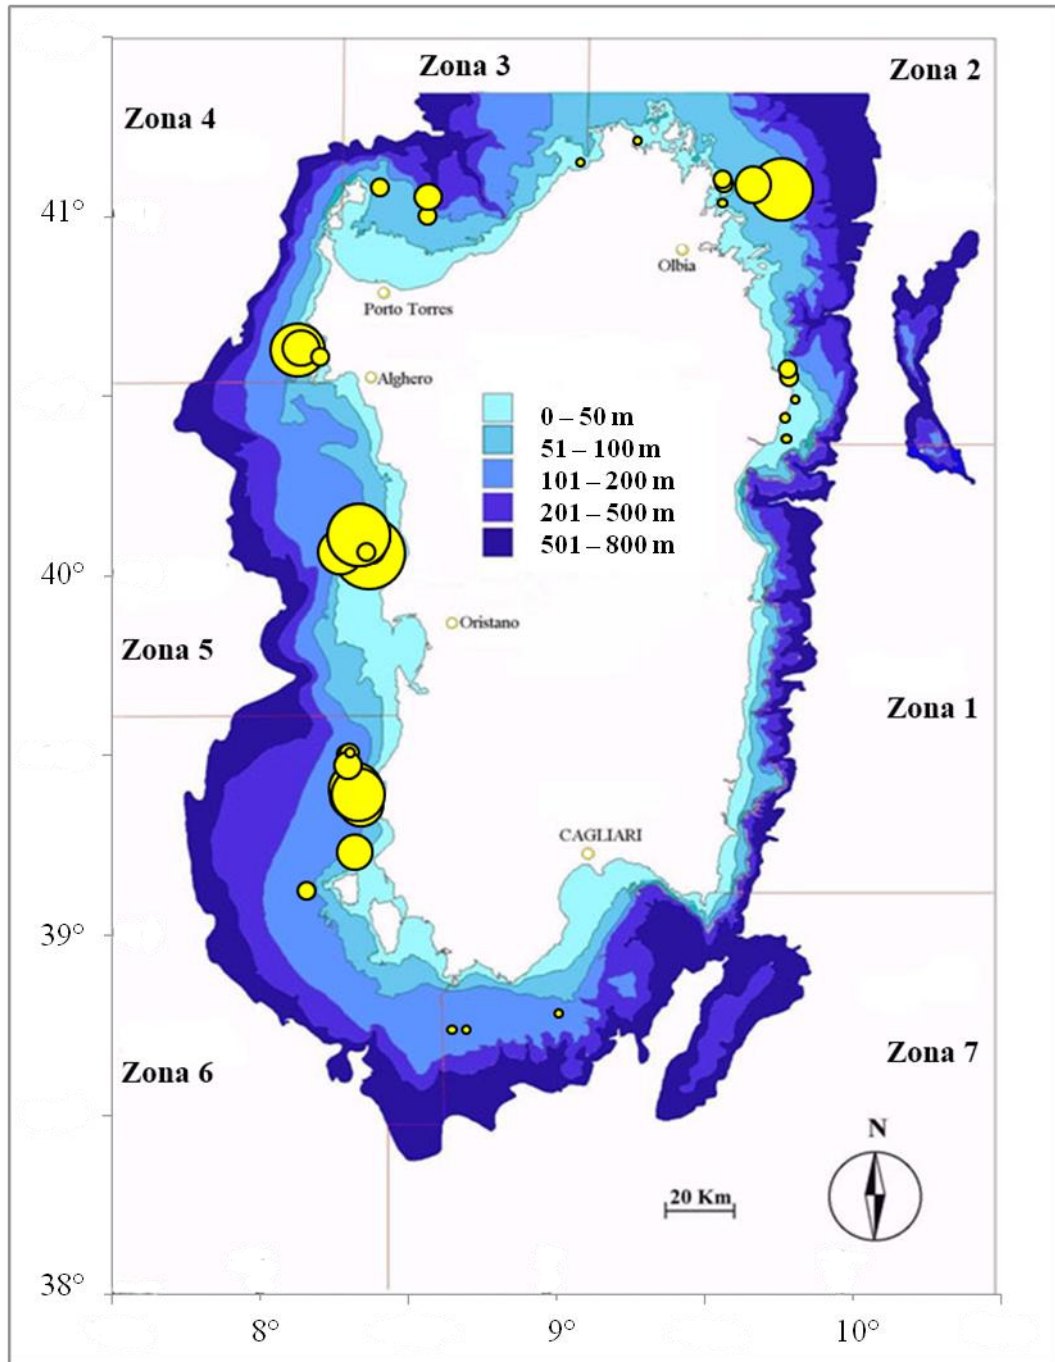 Zona 3
Zona 2
Zona 4
41°
Olbia
Porto Torres
Alghero
0 – 50 m
51 – 100 m
101 – 200 m
201 – 500 m
501 – 800 m
40°
Oristano
Zona 5
Zona 1
CAGLIARI
39°
Zona 7
Zona 6
N
20 Km
38°
8°
9°
10°